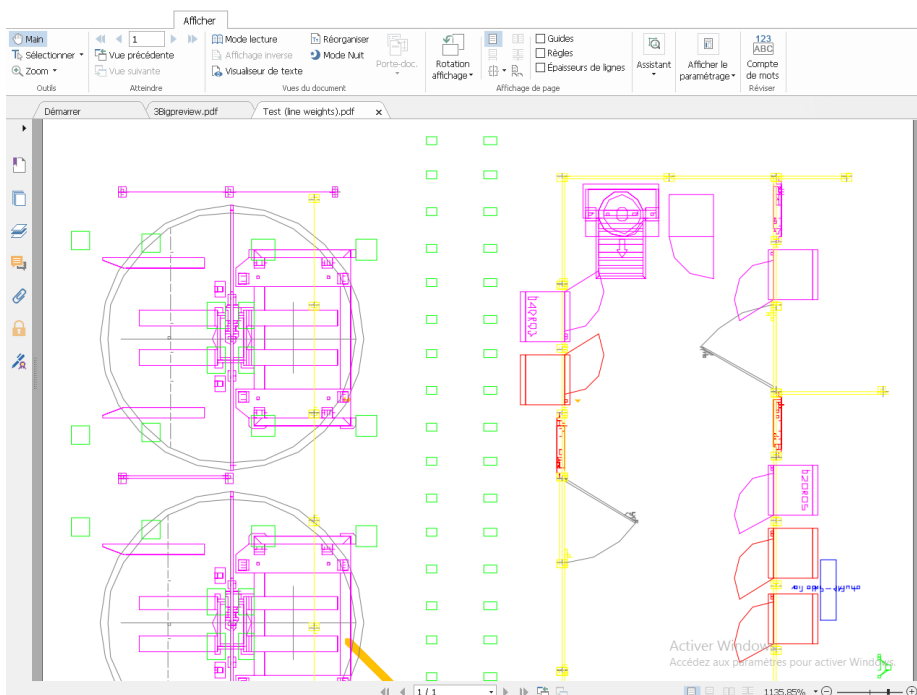 Afficher
Main
Sélectionner
Zoom
Outils
1
Vue précédente
Vue suivante
Atteindre
Mode lecture
Affichage inverse
Visualiseur de texte
Réorganiser
Mode Nuit
Porte-doc.
Vues du document
Rotation
affichage
Guides
Règles
Épaisseurs de lignes
Affichage de page
Assistant
Afficher le
paramétrage
123
ABC
Compte
de mots
Réviser
Démarrer
3Bigpreview.pdf
Test (line weights).pdf
Activer Windows
Accédez aux paramètres pour activer Windows.
1 / 1
1135,85%